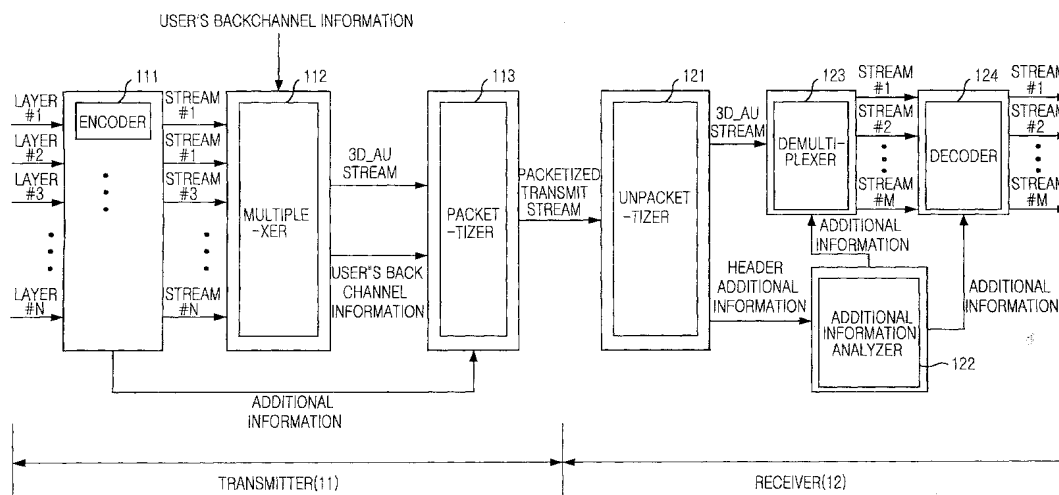 USER'S BACKCHANNEL INFORMATION
111
112
113
121
123
124
LAYER
#1
LAYER
#2
LAYER
#3
LAYER
#N
ENCODER
STREAM
#1
STREAM
#1
STREAM
#3
STREAM
#N
MULTIPLE
-XER
3D_AU
STREAM
USER"S BACK
CHANNEL
INFORMATION
PACKET
-TIZER
PACKETIZED
TRANSMIT
STREAM
UNPACKET
-TIZER
3D_AU
STREAM
HEADER
ADDITIONAL
INFORMATION
DEMULTI-
PLEXER
STREAM
#1
STREAM
#2
STREAM
#M
DECODER
STREAM
#1
STREAM
#2
STREAM
#M
ADDITIONAL
INFORMATION
ADDITIONAL
INFORMATION
ANALYZER
122
ADDITIONAL
INFORMATION
ADDITIONAL
INFORMATION
TRANSMITTER(11)
RECEIVER(12)